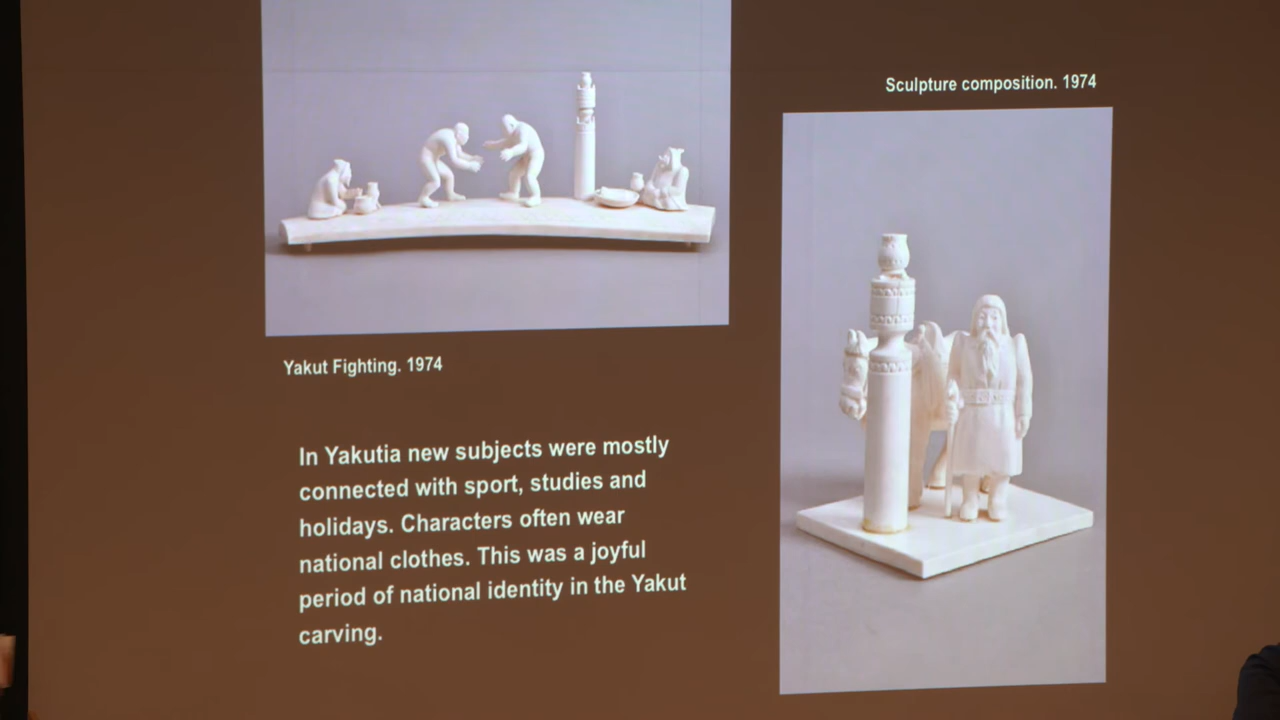 Sculpture composition. 1974
Yakut Fighting. 1974
In Yakutia new subjects were mostly
connected with sport, studies and
holidays. Characters often wear
national clothes. This was a joyful
period of national identity in the Yakut
carving.